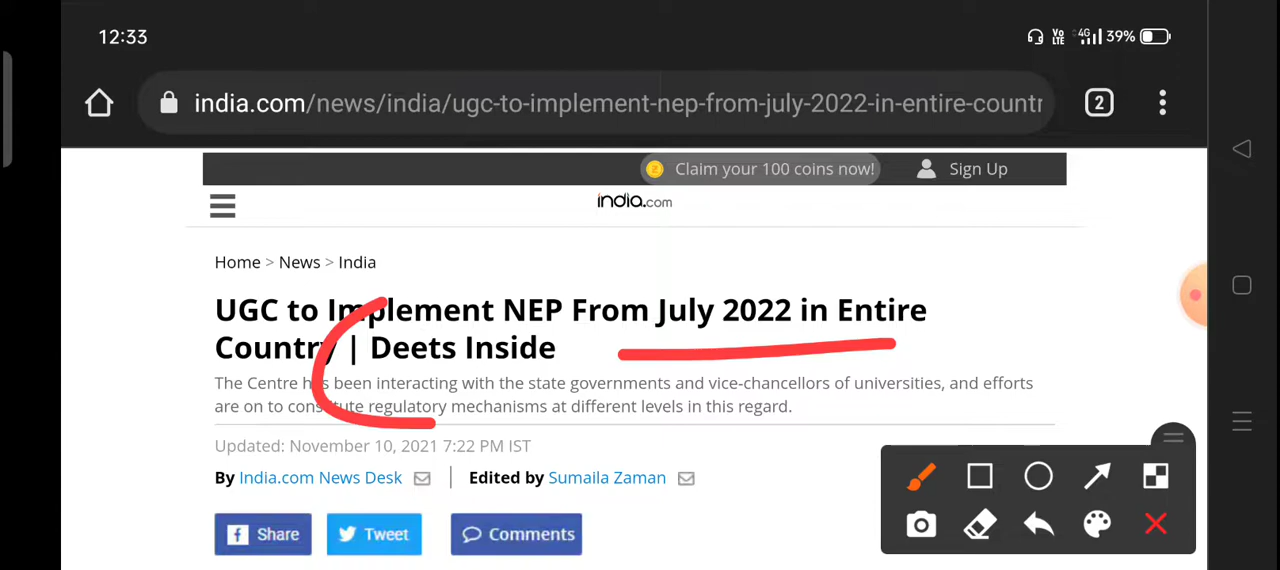 12:33
Vo LTE 4G 39%
india.com/news/india/ugc-to-implement-nep-from-july-2022-in-entire-countr
2
Claim your 100 coins now! Sign Up
india.com
Home > News > India
UGC to Implement NEP From July 2022 in Entire
Country | Deets Inside
The Centre has been interacting with the state governments and vice-chancellors of universities, and efforts
are on to constitute regulatory mechanisms at different levels in this regard.
Updated: November 10, 2021 7:22 PM IST
By India.com News Desk | Edited by Sumaila Zaman
Share Tweet Comments